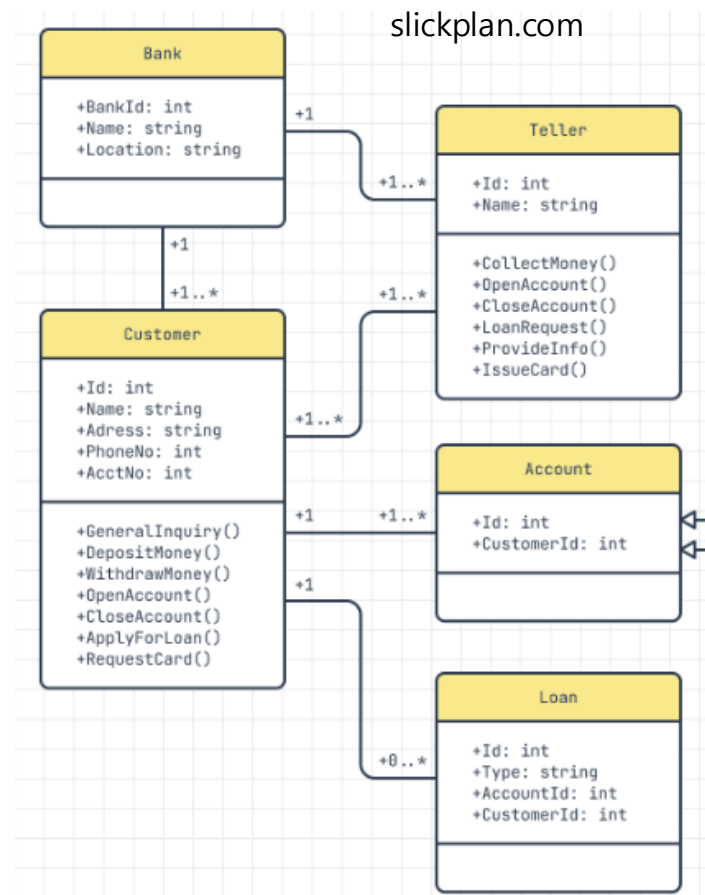 slickplan.com
Bank
+BankId: int
+Name: string
+Location: string
+1
+1..*
Teller
+Id: int
+Name: string
+CollectMoney()
+OpenAccount()
+CloseAccount()
+LoanRequest()
+ProvideInfo()
+IssueCard()
+1
+1..*
Customer
+Id: int
+Name: string
+Adress: string
+PhoneNo: int
+AcctNo: int
+GeneralInquiry()
+DepositMoney()
+WithdrawMoney()
+OpenAccount()
+CloseAccount()
+ApplyForLoan()
+RequestCard()
+1..*
+1..*
+1
+1..*
Account
+Id: int
+CustomerId: int
+1
+0..*
Loan
+Id: int
+Type: string
+AccountId: int
+CustomerId: int